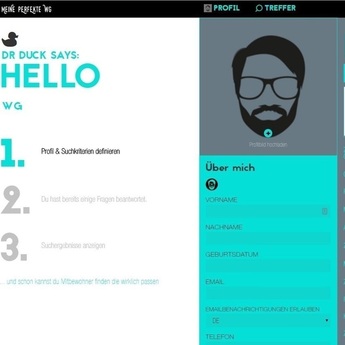 MEINE PERFEKTE WG
PROFIL
TREFFER
DR DUCK SAYS:
HELLO
WG
1.
Profil & Suchkriterien definieren
2.
Du hast bereits einige Fragen beantwortet.
3.
Suchergebnisse anzeigen
... und schon kannst du Mitbewohner finden die wirklich passen
Profilbild hochladen
Über mich
VORNAME
NACHNAME
GEBURTSDATUM
EMAIL
EMAILBENACHRICHTIGUNGEN ERLAUBEN
TELEFON